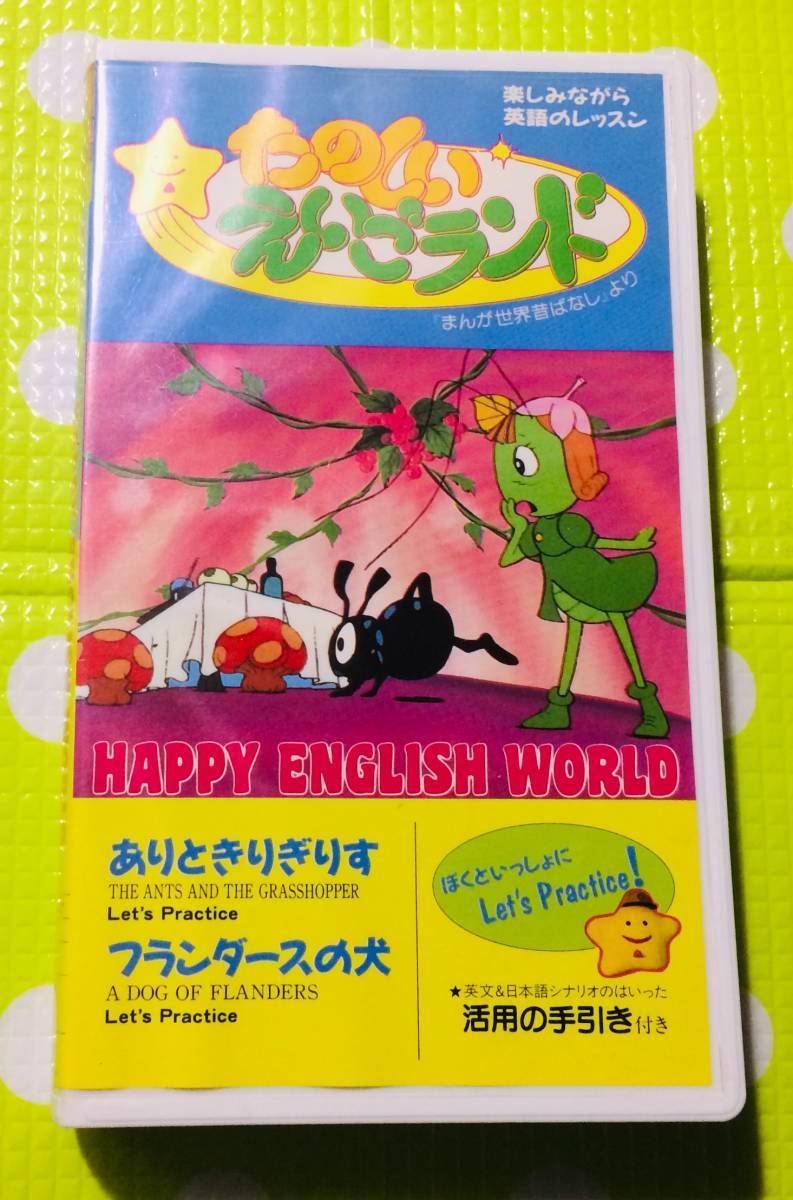 楽しみながら
英語のレッスン
たのしい
えいごランド
『まんが世界昔ばなし』より
HAPPY ENGLISH WORLD
ありときりぎりす
THE ANTS AND THE GRASSHOPPER
Let's Practice
フランダースの犬
A DOG OF FLANDERS
Let's Practice
ぼくといっしょに
Let's Practice!
★英文&日本語シナリオのはいった
活用の手引き付き